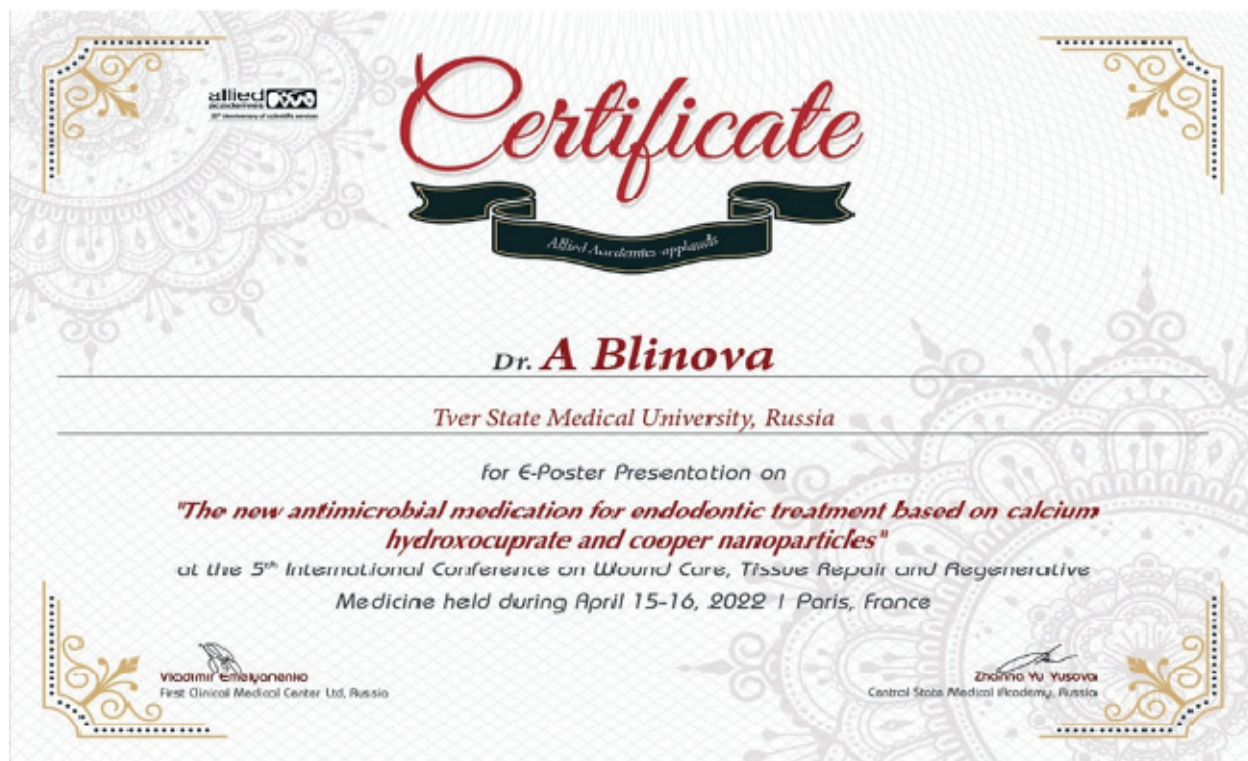 allied
academies
Certificate
Allied Academies applauds
Dr. A Blinova
Tver State Medical University, Russia
for E-Poster Presentation on
"The new antimicrobial medication for endodontic treatment based on calcium
hydroxocuprate and cooper nanoparticles"
at the 5th International Conference on Wound Care, Tissue Repair and Regenerative
Medicine held during April 15-16, 2022 | Paris, France
Vladimir Emelyanenko
First Clinical Medical Center Ltd, Russia
Zhanna Yu Yusova
Central State Medical Academy, Russia